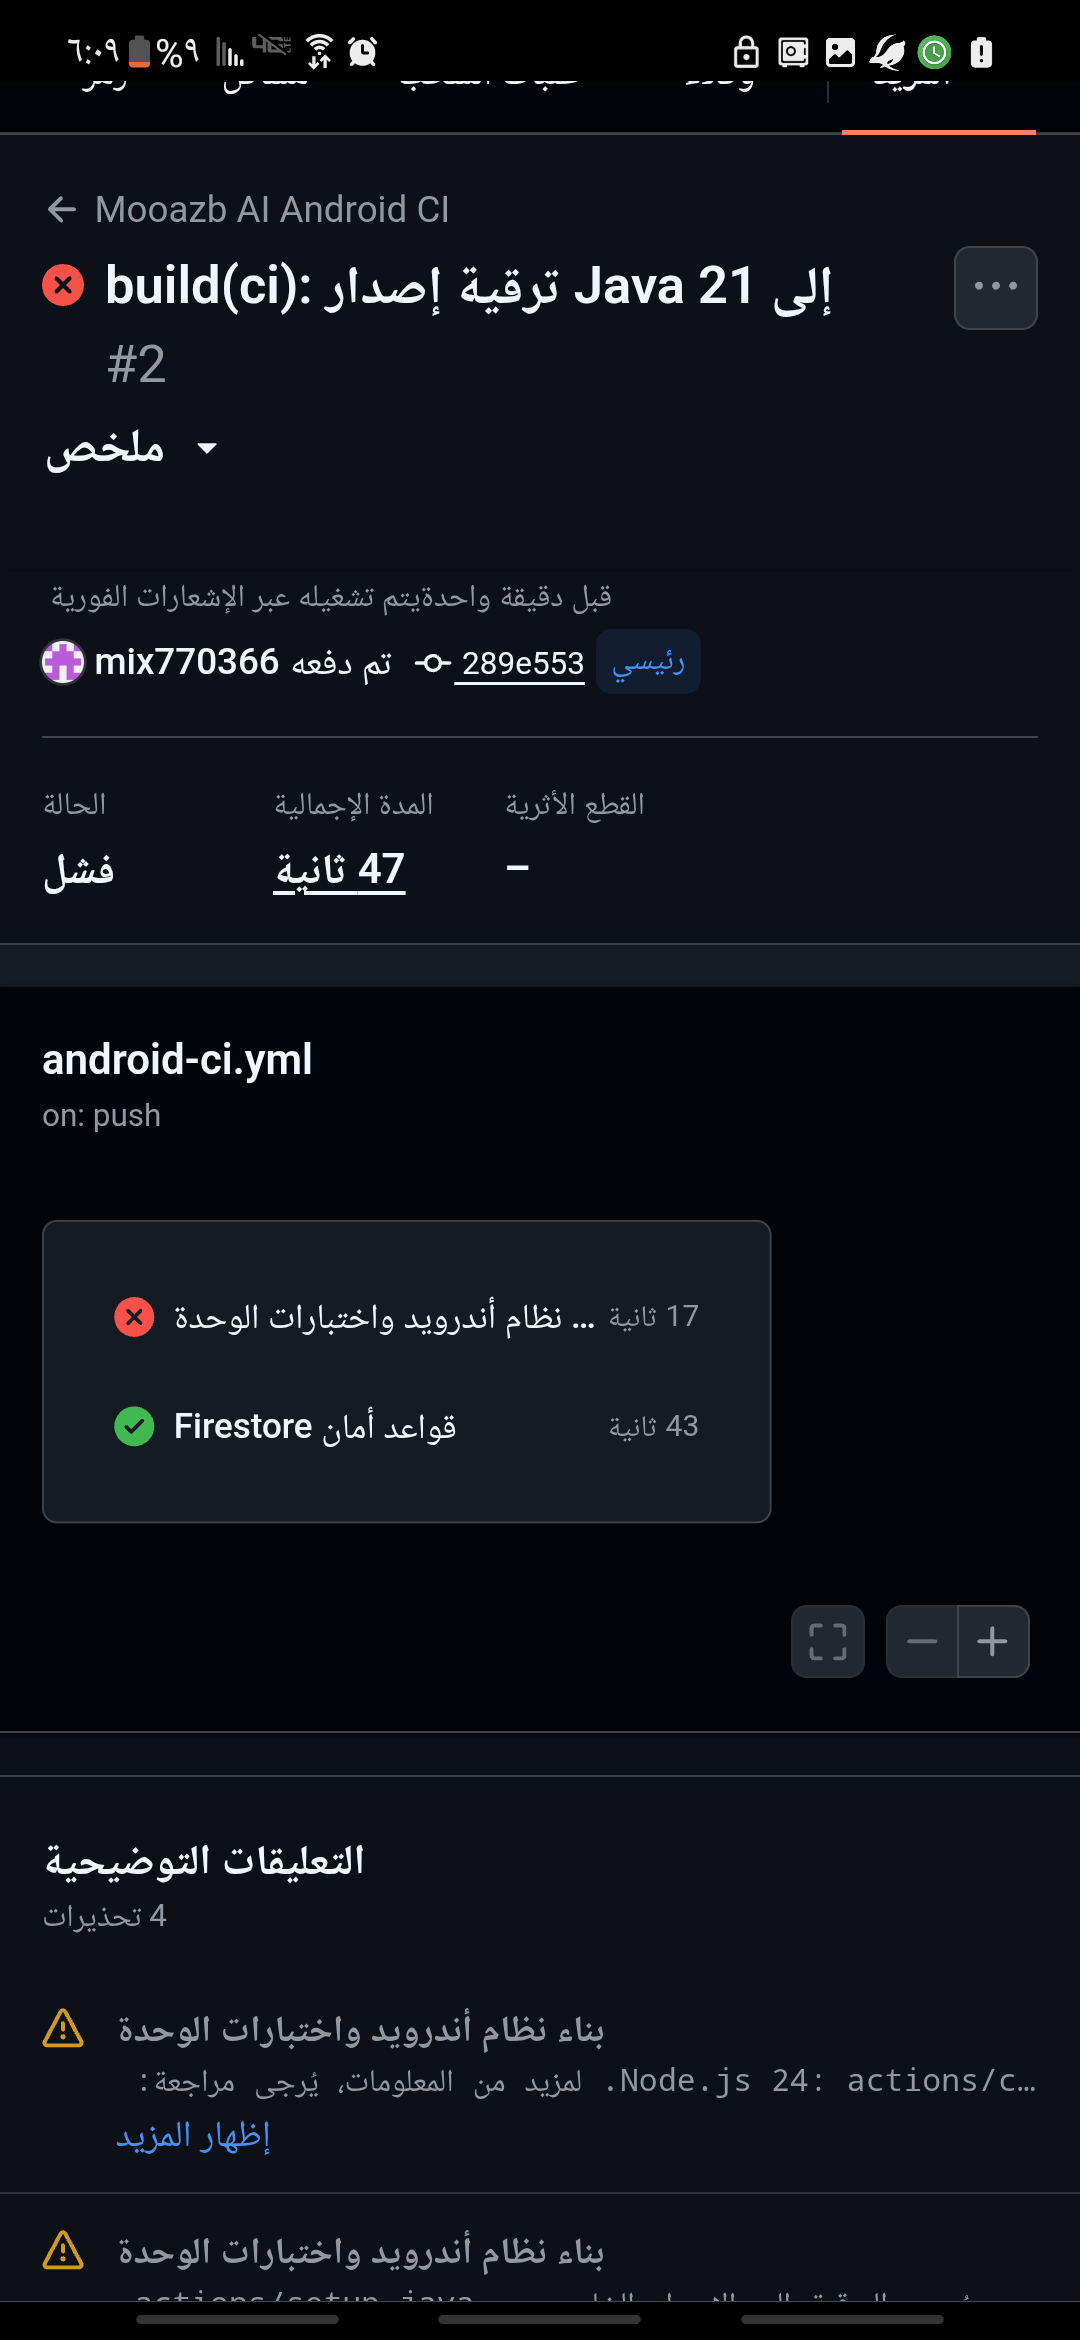 ٦:٠٩ %٩
المزيد
Mooazb AI Android CI
build(ci): ترقية إصدار Java 21 إلى
#2
ملخص
قبل دقيقة واحدةيتم تشغيله عبر الإشعارات الفورية
mix770366 تم دفعه 289e553 رئيسي
الحالة
فشل
المدة الإجمالية
47 ثانية
القطع الأثرية
–
android-ci.yml
on: push
نظام أندرويد واختبارات الوحدة ... 17 ثانية
قواعد أمان Firestore 43 ثانية
التعليقات التوضيحية
4 تحذيرات
بناء نظام أندرويد واختبارات الوحدة
لمزيد من المعلومات، يُرجى مراجعة: .Node.js 24: actions/c…
إظهار المزيد
بناء نظام أندرويد واختبارات الوحدة